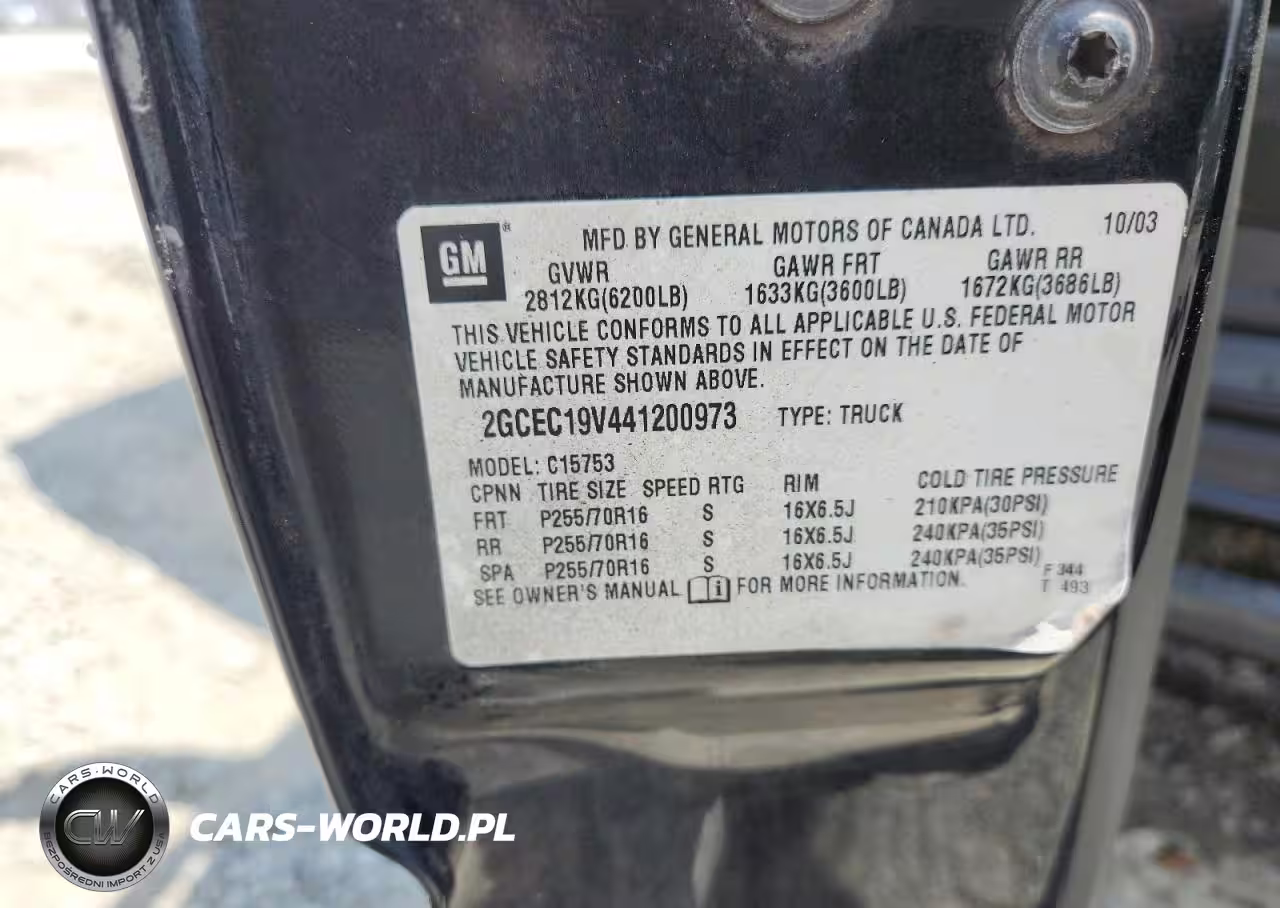 GM ®
MFD BY GENERAL MOTORS OF CANADA LTD. 10/03
GVWR GAWR FRT GAWR RR
2812KG(6200LB) 1633KG(3600LB) 1672KG(3686LB)
THIS VEHICLE CONFORMS TO ALL APPLICABLE U.S. FEDERAL MOTOR
VEHICLE SAFETY STANDARDS IN EFFECT ON THE DATE OF
MANUFACTURE SHOWN ABOVE.
2GCEC19V441200973 TYPE: TRUCK
MODEL: C15753
CPNN TIRE SIZE SPEED RTG RIM COLD TIRE PRESSURE
FRT P255/70R16 S 16X6.5J 210KPA(30PSI)
RR P255/70R16 S 16X6.5J 240KPA(35PSI)
SPA P255/70R16 S 16X6.5J 240KPA(35PSI)
SEE OWNER'S MANUAL i FOR MORE INFORMATION.
F 344
T 493
CARS-WORLD
CW
BEZPOŚREDNI IMPORT Z USA
CARS-WORLD.PL